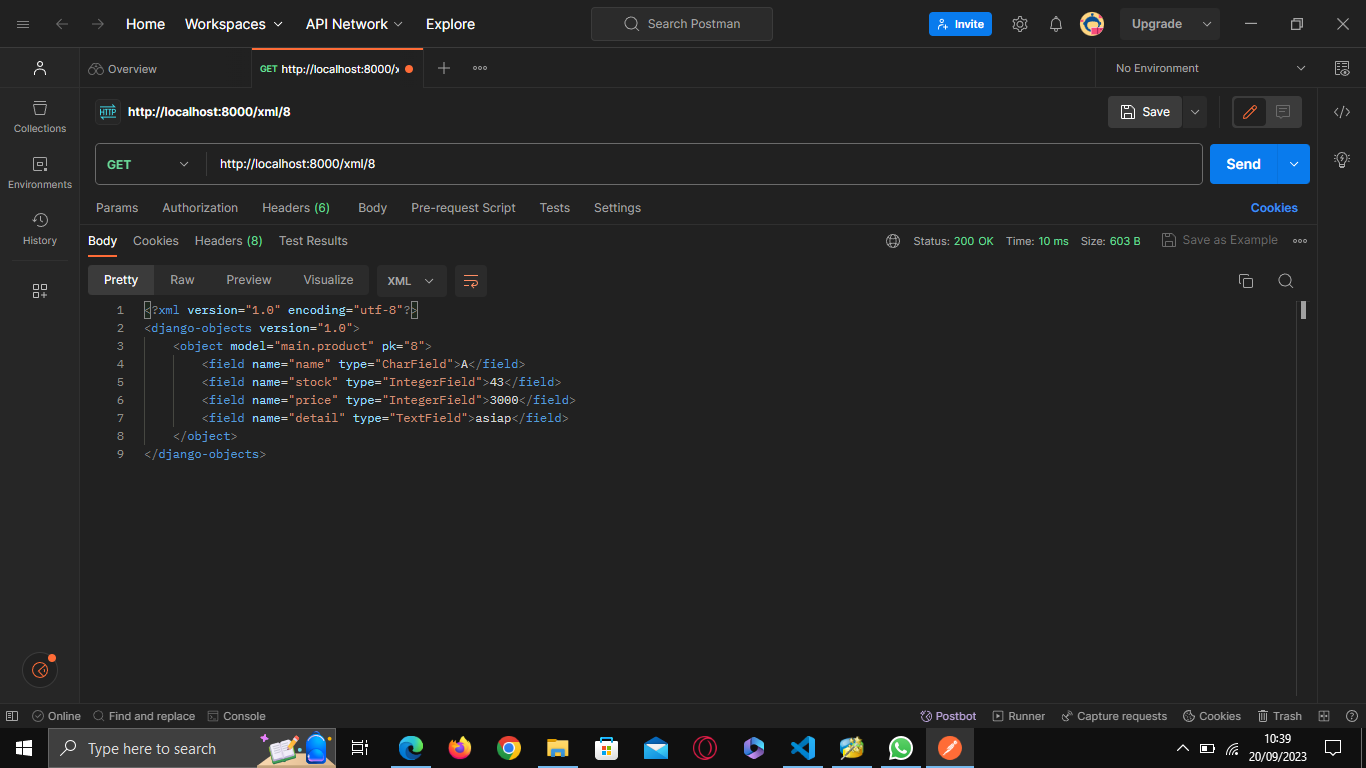 Home Workspaces API Network Explore Search Postman Invite Upgrade
Overview GET http://localhost:8000/x No Environment
HTTP http://localhost:8000/xml/8 Save
GET http://localhost:8000/xml/8 Send
Params Authorization Headers (6) Body Pre-request Script Tests Settings Cookies
Body Cookies Headers (8) Test Results Status: 200 OK Time: 10 ms Size: 603 B Save as Example
Pretty Raw Preview Visualize XML
1 <?xml version="1.0" encoding="utf-8"?>
2 <django-objects version="1.0">
3 <object model="main.product" pk="8">
4 <field name="name" type="CharField">A</field>
5 <field name="stock" type="IntegerField">43</field>
6 <field name="price" type="IntegerField">3000</field>
7 <field name="detail" type="TextField">asiap</field>
8 </object>
9 </django-objects>
Collections
Environments
History
Online Find and replace Console Postbot Runner Capture requests Cookies Trash
Type here to search
10:39
20/09/2023